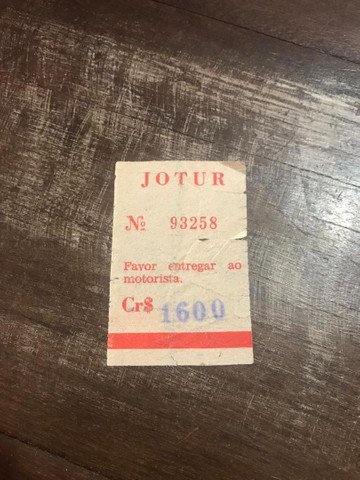 JOTUR
Nº 93258
Favor entregar ao
motorista.
Cr$ 1600